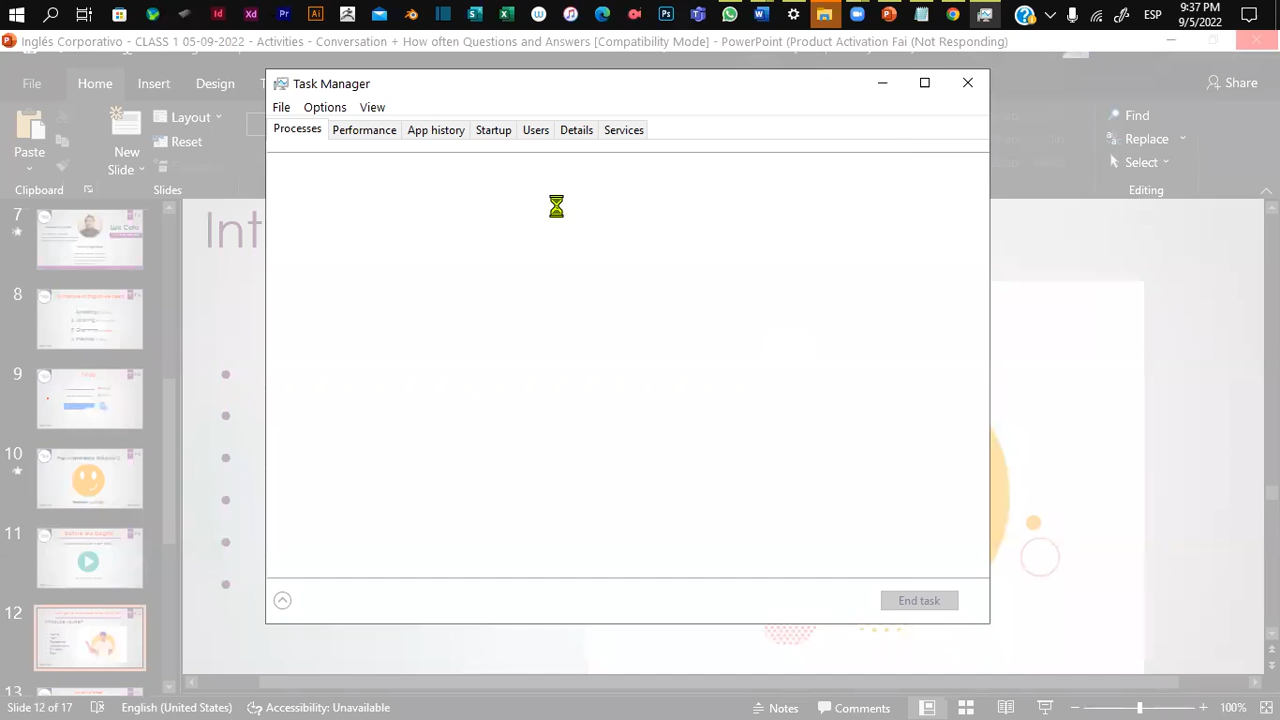 9:37 PM
ESP
9/5/2022
Inglés Corporativo - CLASS 1 05-09-2022 - Activities - Conversation + How often Questions and Answers [Compatibility Mode] - PowerPoint (Product Activation Fai (Not Responding)
File
Home
Insert
Design
Share
Paste
New
Slide
Layout
Reset
Find
Replace
Select
Clipboard
Slides
Editing
Task Manager
File Options View
Processes Performance App history Startup Users Details Services
End task
Int
7
8
9
10
11
12
13
Slide 12 of 17
English (United States)
Accessibility: Unavailable
Notes
Comments
100%